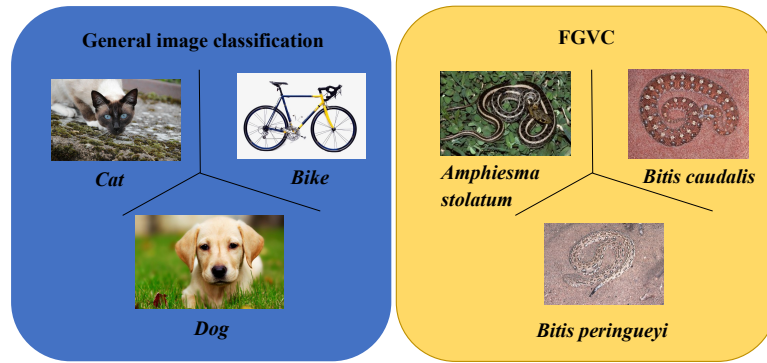 General image classification
Cat
Bike
Dog
FGVC
Amphiesma
stolatum
Bitis caudalis
Bitis peringueyi